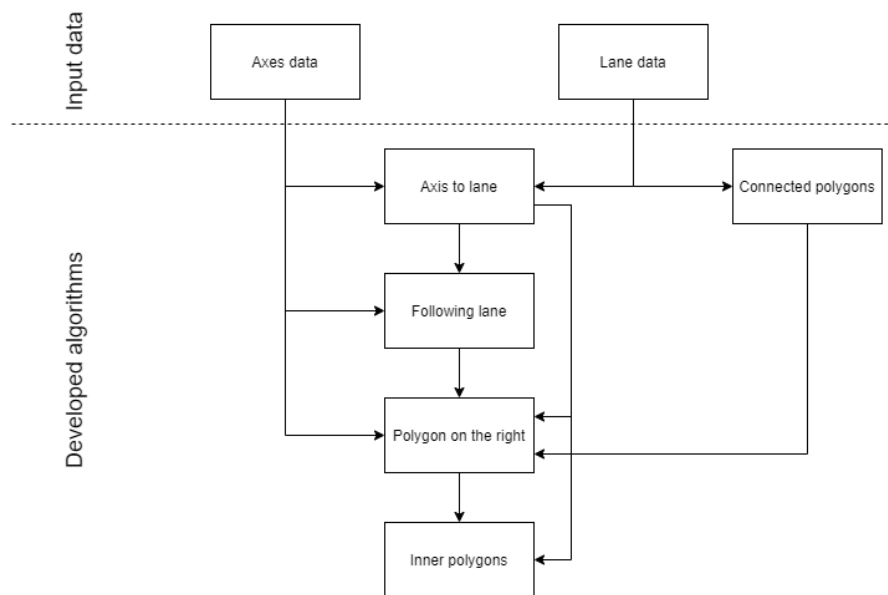 Input data
Axes data
Lane data
Developed algorithms
Axis to lane
Connected polygons
Following lane
Polygon on the right
Inner polygons